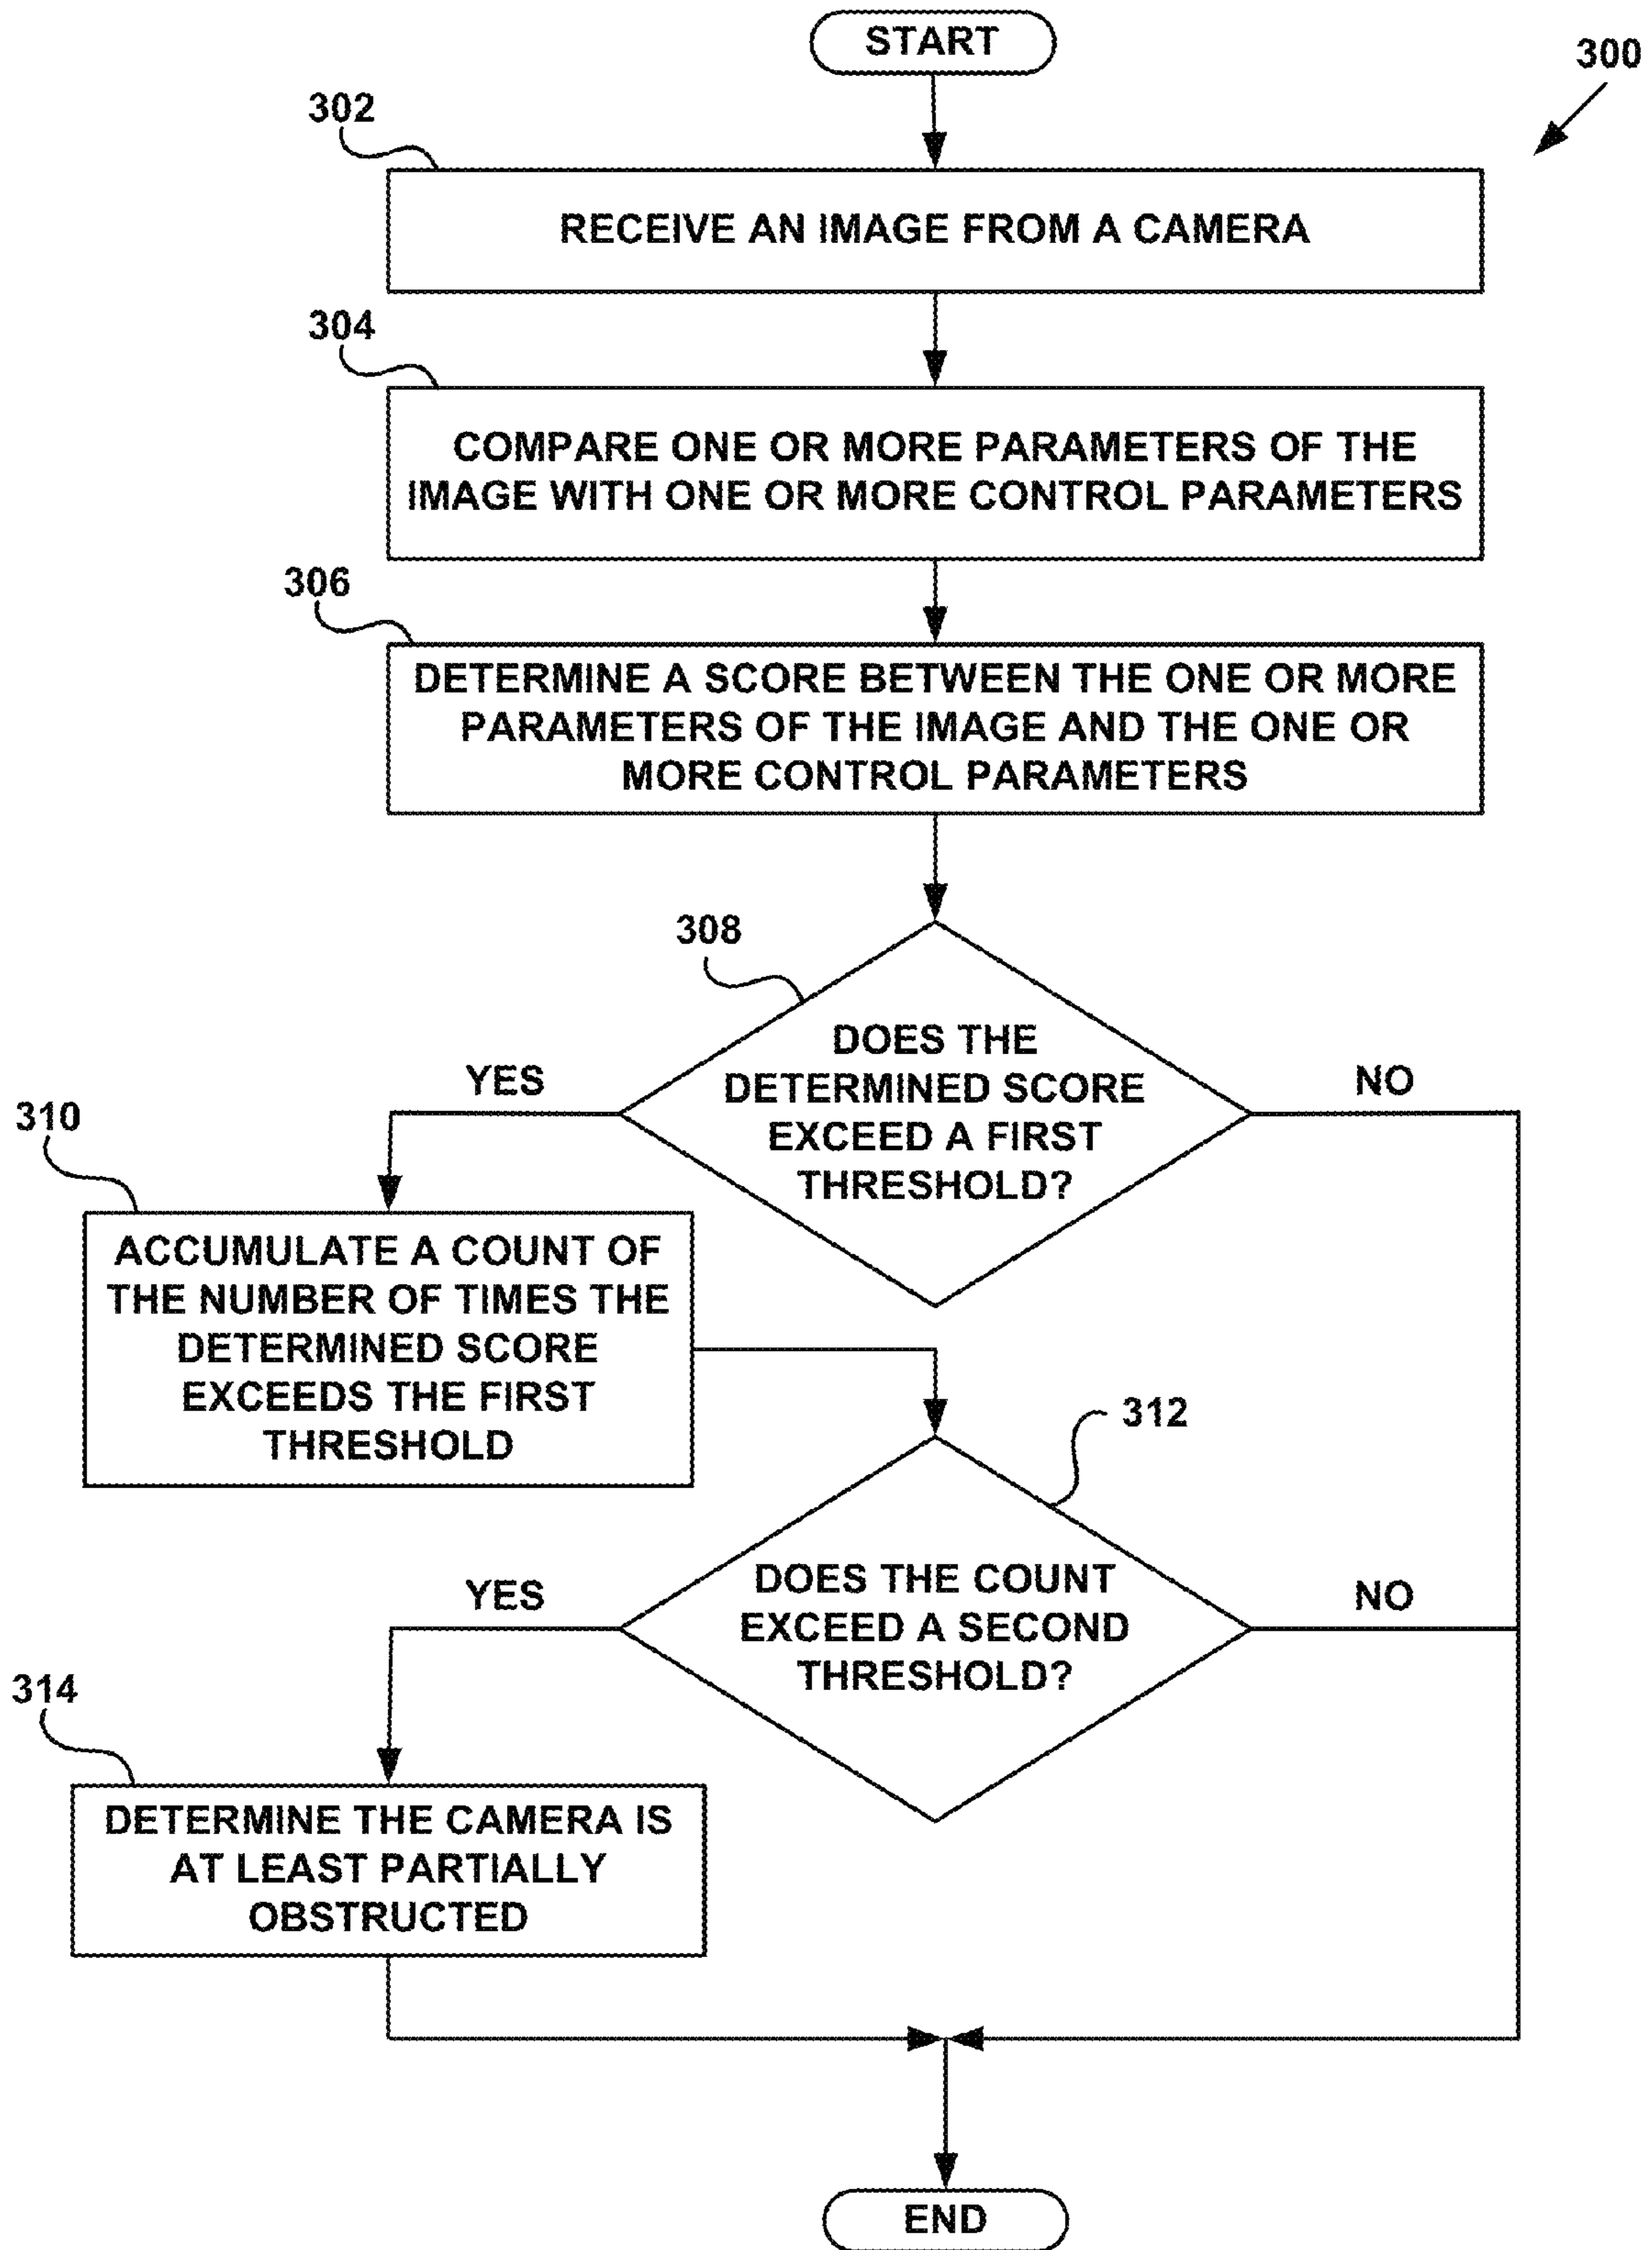 START
300
302
RECEIVE AN IMAGE FROM A CAMERA
304
COMPARE ONE OR MORE PARAMETERS OF THE
IMAGE WITH ONE OR MORE CONTROL PARAMETERS
306
DETERMINE A SCORE BETWEEN THE ONE OR MORE
PARAMETERS OF THE IMAGE AND THE ONE OR
MORE CONTROL PARAMETERS
308
DOES THE
DETERMINED SCORE
EXCEED A FIRST
THRESHOLD?
YES
NO
310
ACCUMULATE A COUNT OF
THE NUMBER OF TIMES THE
DETERMINED SCORE
EXCEEDS THE FIRST
THRESHOLD
312
DOES THE COUNT
EXCEED A SECOND
THRESHOLD?
YES
NO
314
DETERMINE THE CAMERA IS
AT LEAST PARTIALLY
OBSTRUCTED
END